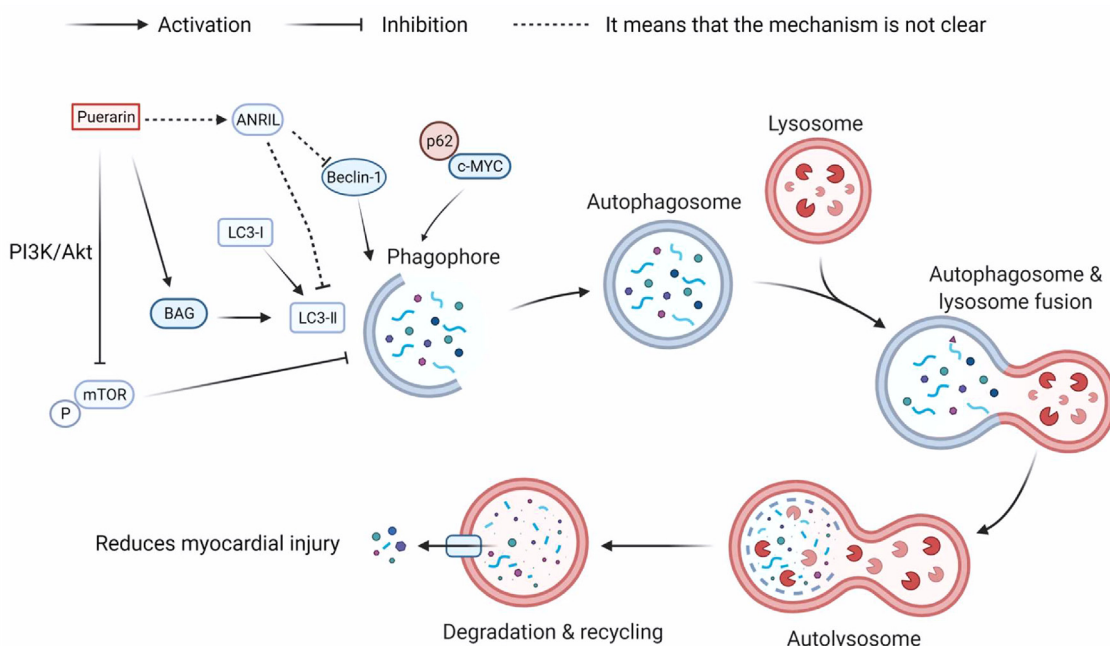 Activation
Inhibition
It means that the mechanism is not clear
Puerarin
ANRIL
p62
c-MYC
Beclin-1
Lysosome
Autophagosome
LC3-I
PI3K/Akt
Phagophore
BAG
LC3-II
Autophagosome &
lysosome fusion
mTOR
P
Reduces myocardial injury
Degradation & recycling
Autolysosome